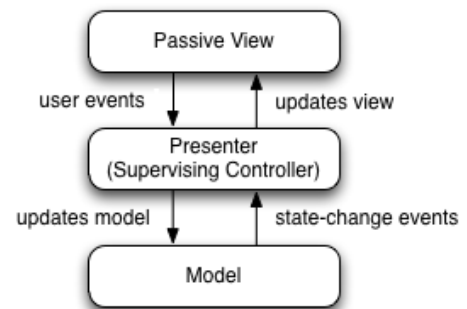 Passive View
user events
updates view
Presenter
(Supervising Controller)
updates model
state-change events
Model